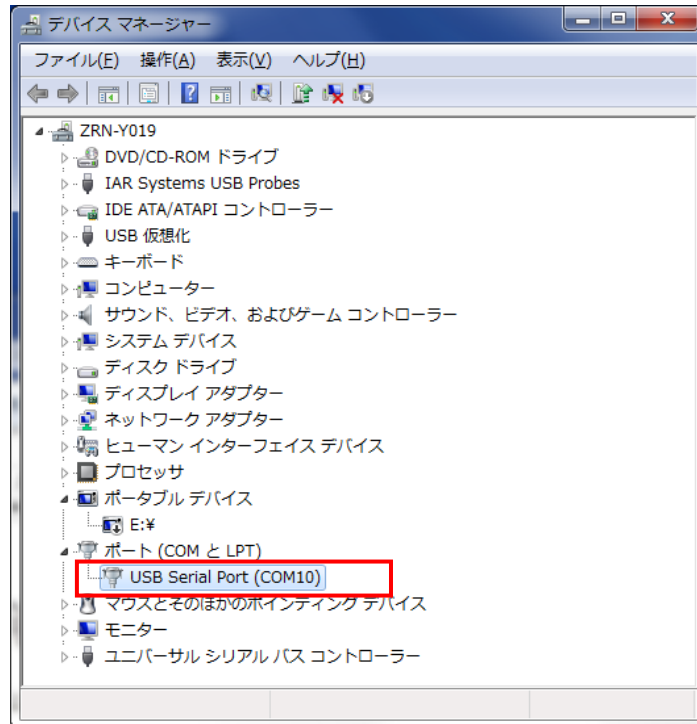 デバイス マネージャー
ファイル(F) 操作(A) 表示(V) ヘルプ(H)
ZRN-Y019
DVD/CD-ROM ドライブ
IAR Systems USB Probes
IDE ATA/ATAPI コントローラー
USB 仮想化
キーボード
コンピューター
サウンド、ビデオ、およびゲーム コントローラー
システム デバイス
ディスク ドライブ
ディスプレイ アダプター
ネットワーク アダプター
ヒューマン インターフェイス デバイス
プロセッサ
ポータブル デバイス
E:¥
ポート (COM と LPT)
USB Serial Port (COM10)
マウスとそのほかのポインティング デバイス
モニター
ユニバーサル シリアル バス コントローラー